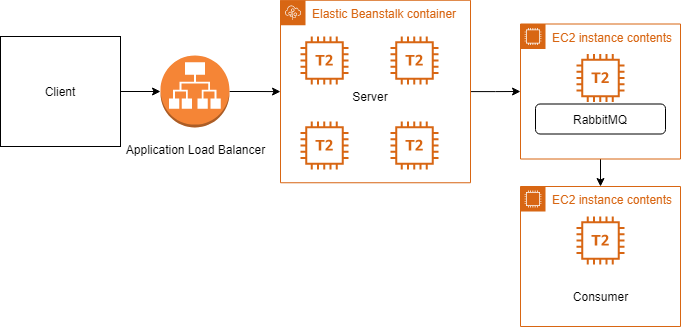 Client
Application Load Balancer
Elastic Beanstalk container
T2
T2
Server
T2
T2
EC2 instance contents
T2
RabbitMQ
EC2 instance contents
T2
Consumer